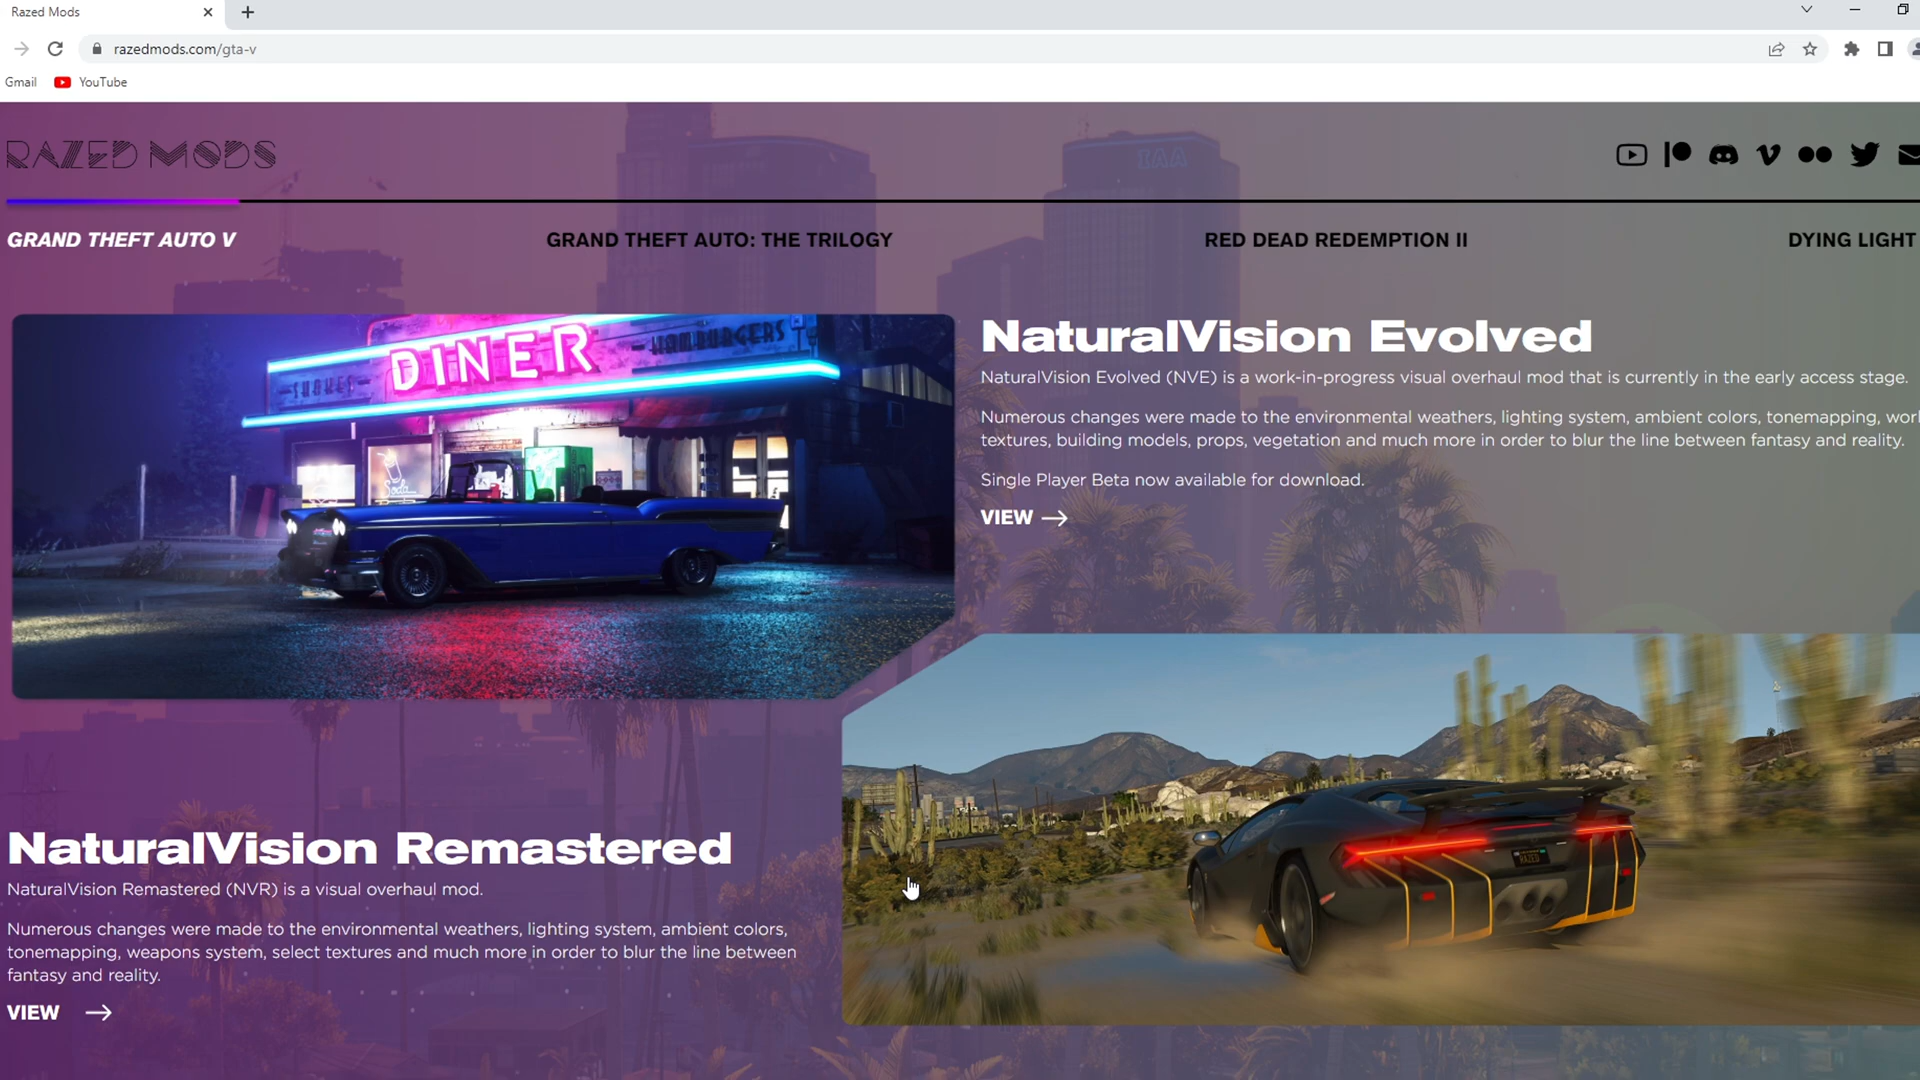 Razed Mods
razedmods.com/gta-v
Gmail
YouTube
RAZED MODS
IAA
GRAND THEFT AUTO V
GRAND THEFT AUTO: THE TRILOGY
RED DEAD REDEMPTION II
DYING LIGHT
DINER
HAMBURGERS
SHAKES
Soda
NaturalVision Evolved
NaturalVision Evolved (NVE) is a work-in-progress visual overhaul mod that is currently in the early access stage.
Numerous changes were made to the environmental weathers, lighting system, ambient colors, tonemapping, worl
textures, building models, props, vegetation and much more in order to blur the line between fantasy and reality.
Single Player Beta now available for download.
VIEW
RAZED
NaturalVision Remastered
NaturalVision Remastered (NVR) is a visual overhaul mod.
Numerous changes were made to the environmental weathers, lighting system, ambient colors,
tonemapping, weapons system, select textures and much more in order to blur the line between
fantasy and reality.
VIEW